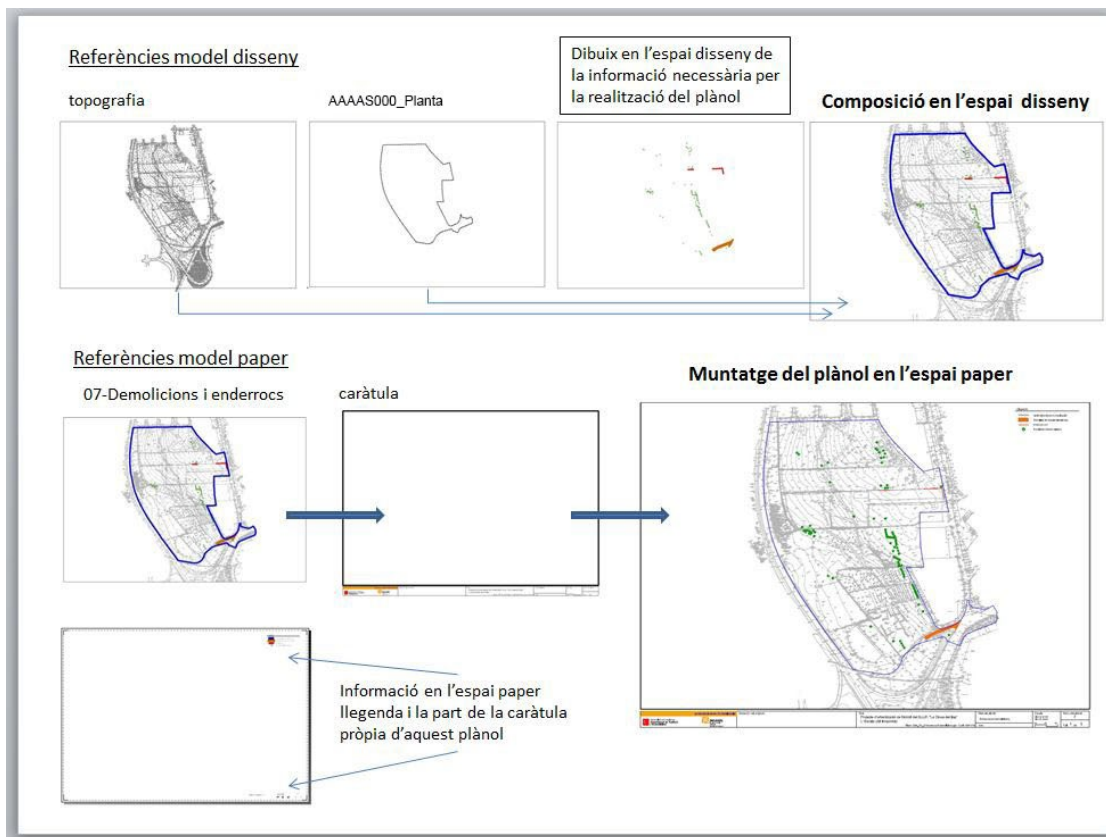 Referències model disseny
topografia
AAAAS000_Planta
Dibuix en l'espai disseny de
la informació necessària per
la realització del plànol
Composició en l'espai disseny
Referències model paper
07-Demolicions i enderrocs
caràtula
Muntatge del plànol en l'espai paper
Informació en l'espai paper
llegenda i la part de la caràtula
pròpia d'aquest plànol